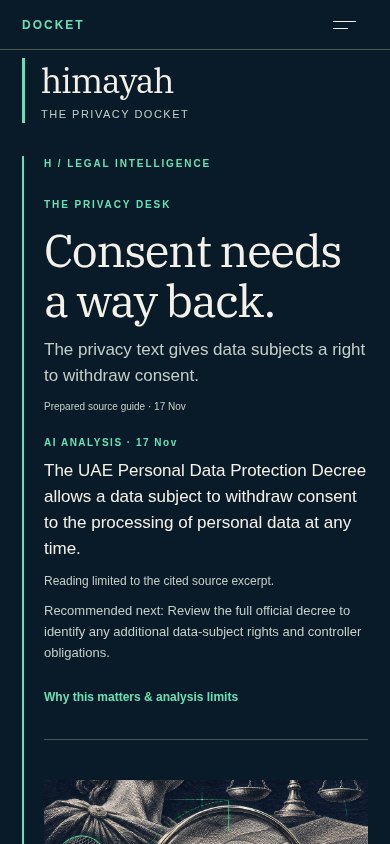 DOCKET
himayah
THE PRIVACY DOCKET
H / LEGAL INTELLIGENCE
THE PRIVACY DESK
Consent needs
a way back.
The privacy text gives data subjects a right
to withdraw consent.
Prepared source guide · 17 Nov
AI ANALYSIS · 17 Nov
The UAE Personal Data Protection Decree
allows a data subject to withdraw consent
to the processing of personal data at any
time.
Reading limited to the cited source excerpt.
Recommended next: Review the full official decree to
identify any additional data-subject rights and controller
obligations.
Why this matters & analysis limits